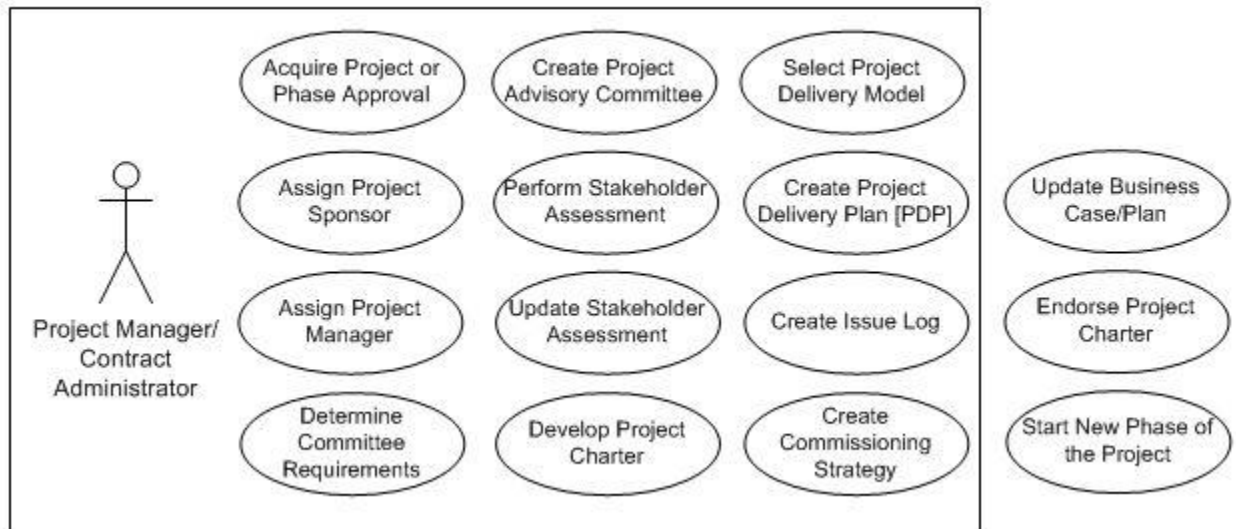 Acquire Project or
Phase Approval
Create Project
Advisory Committee
Select Project
Delivery Model
Assign Project
Sponsor
Perform Stakeholder
Assessment
Create Project
Delivery Plan [PDP]
Update Business
Case/Plan
Project Manager/
Contract
Administrator
Assign Project
Manager
Update Stakeholder
Assessment
Create Issue Log
Endorse Project
Charter
Determine
Committee
Requirements
Develop Project
Charter
Create
Commissioning
Strategy
Start New Phase of
the Project